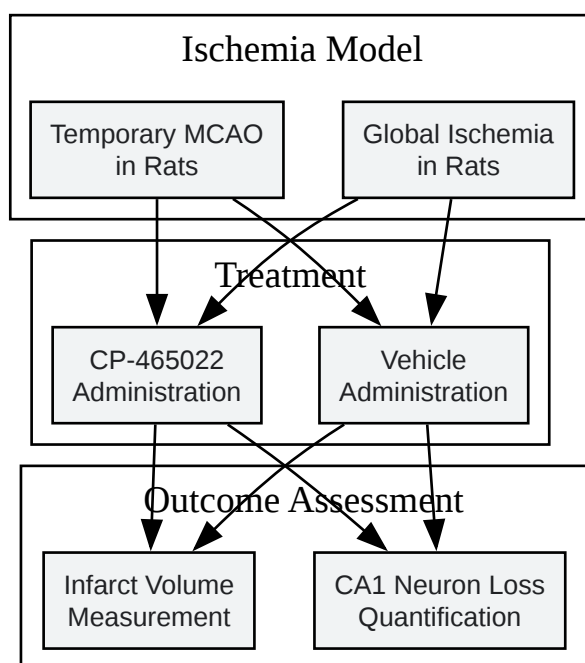 Ischemia Model
Temporary MCAO
in Rats
Global Ischemia
in Rats
Treatment
CP-465022
Administration
Vehicle
Administration
Outcome Assessment
Infarct Volume
Measurement
CA1 Neuron Loss
Quantification